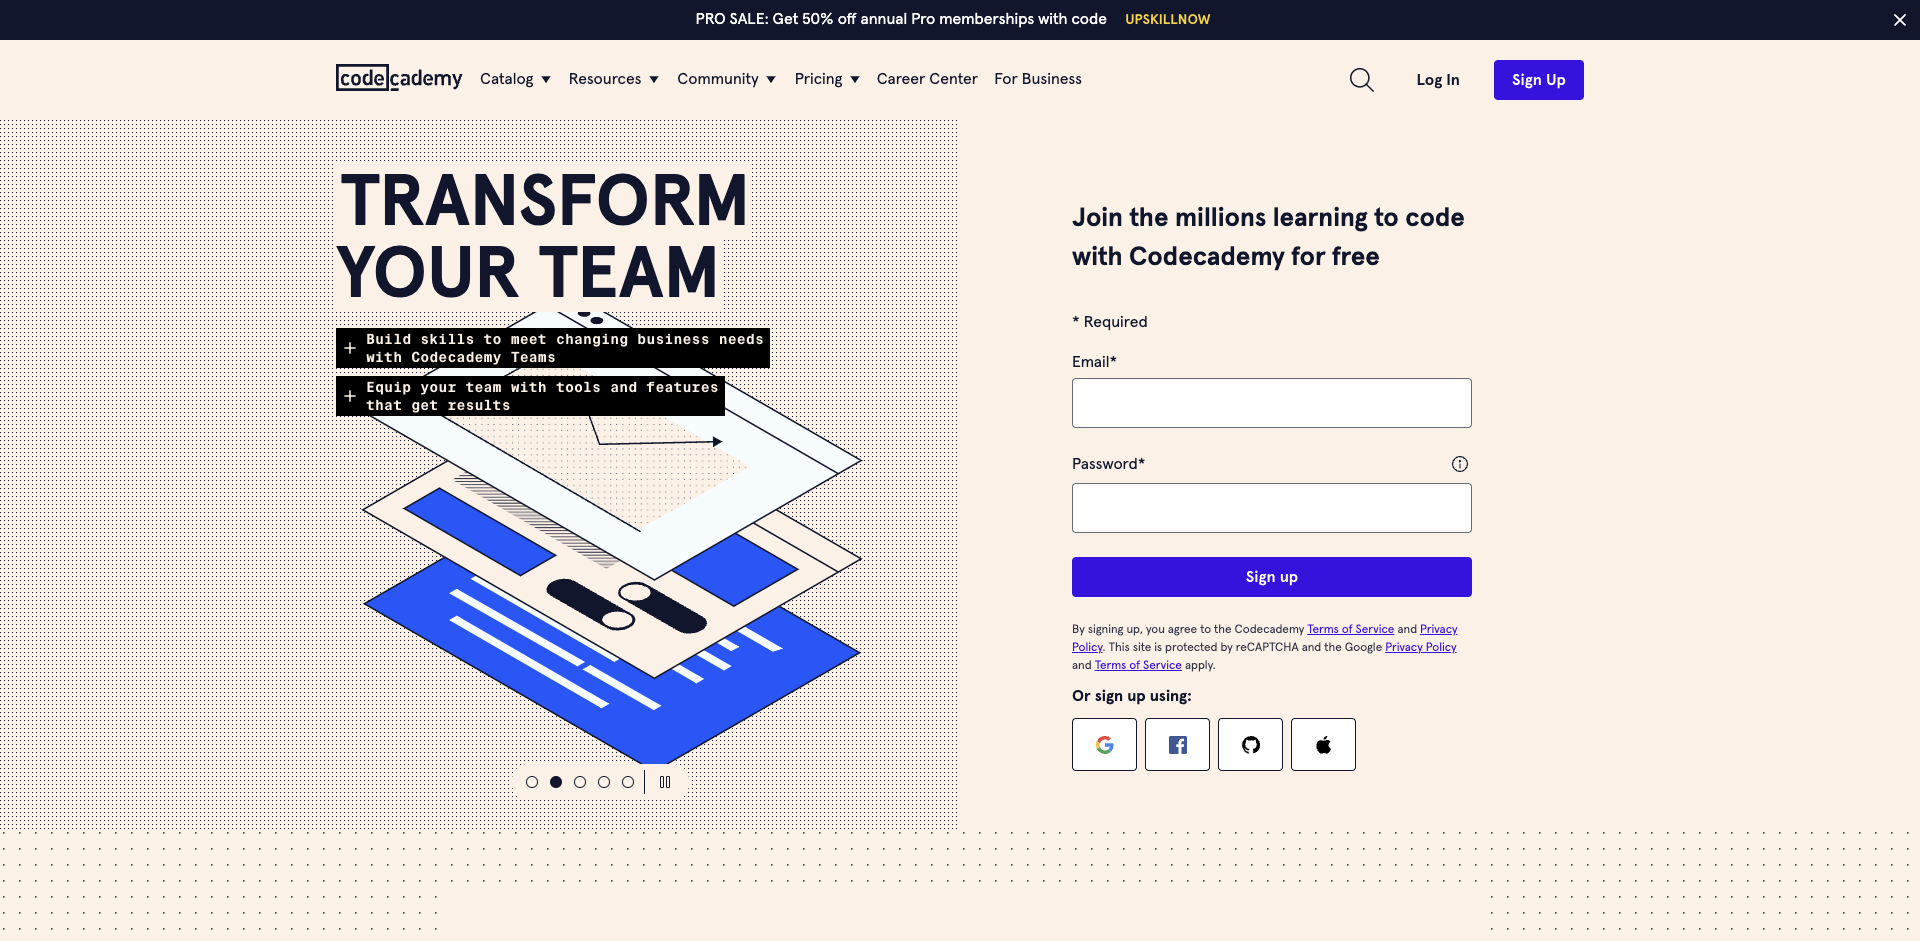 PRO SALE: Get 50% off annual Pro memberships with code UPSKILLNOW
codecademy Catalog Resources Community Pricing Career Center For Business Log In Sign Up
TRANSFORM
YOUR TEAM
Build skills to meet changing business needs
with Codecademy Teams
Equip your team with tools and features
that get results
Join the millions learning to code
with Codecademy for free
* Required
Email*
Password*
Sign up
By signing up, you agree to the Codecademy Terms of Service and Privacy
Policy. This site is protected by reCAPTCHA and the Google Privacy Policy
and Terms of Service apply.
Or sign up using: